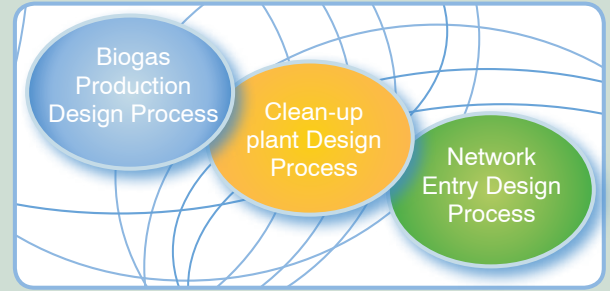 Biogas
Production
Design Process
Clean-up
plant Design
Process
Network
Entry Design
Process